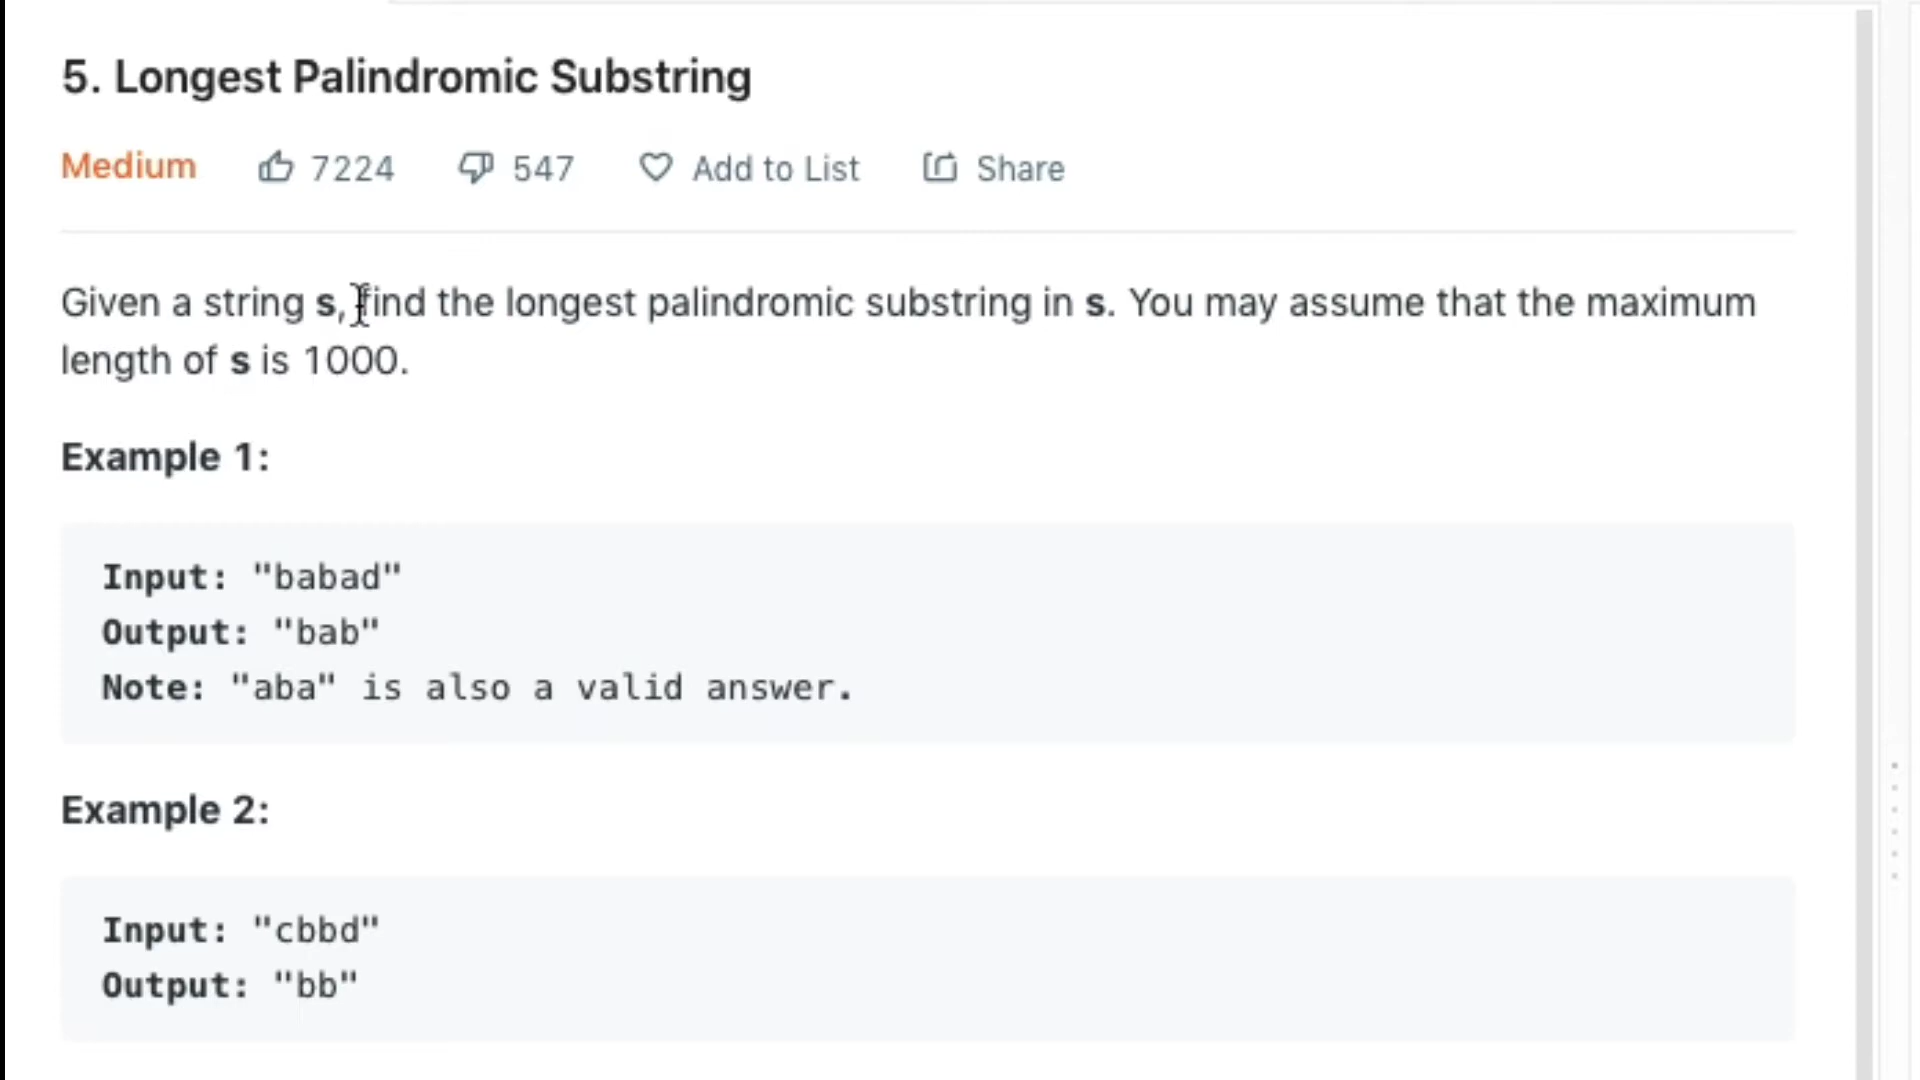 5. Longest Palindromic Substring
Medium 7224 547 Add to List Share
Given a string s, find the longest palindromic substring in s. You may assume that the maximum
length of s is 1000.
Example 1:
Input: "babad"
Output: "bab"
Note: "aba" is also a valid answer.
Example 2:
Input: "cbbd"
Output: "bb"